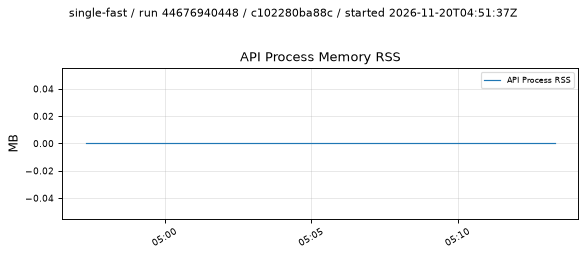 single-fast / run 44676940448 / c102280ba88c / started 2026-11-20T04:51:37Z
API Process Memory RSS
API Process RSS
MB
0.04
0.02
0.00
−0.02
−0.04
05:00
05:05
05:10